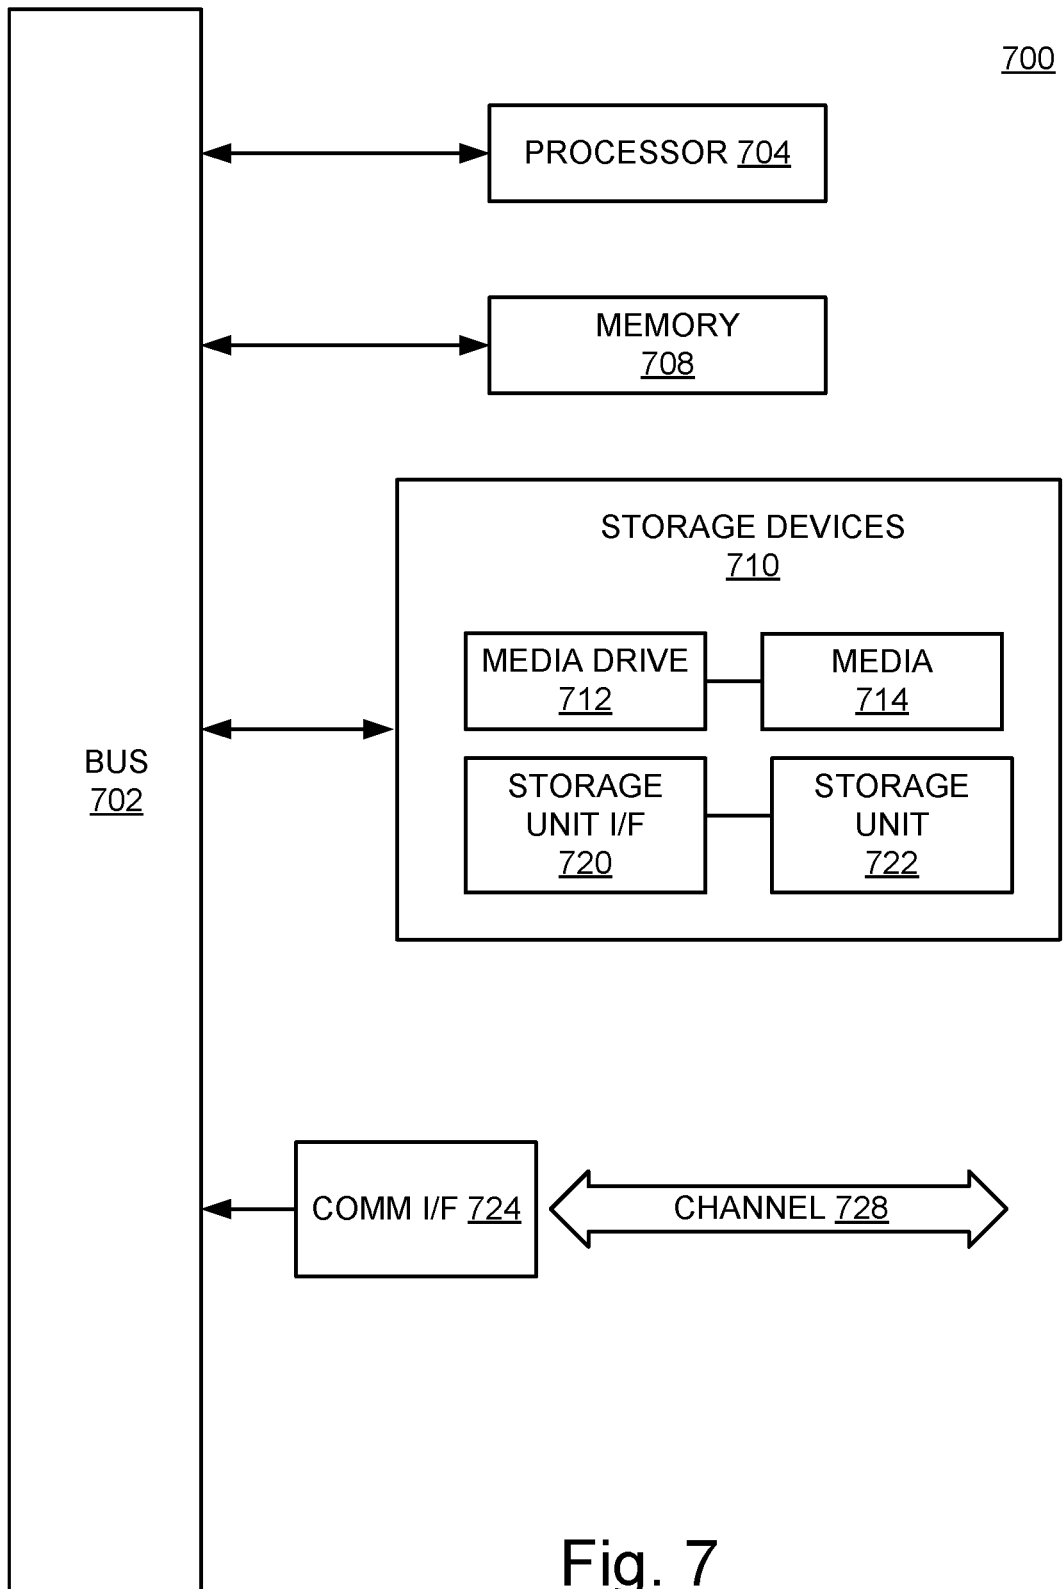 700
PROCESSOR 704
MEMORY
708
STORAGE DEVICES
710
MEDIA DRIVE
712
MEDIA
714
BUS
702
STORAGE
UNIT I/F
720
STORAGE
UNIT
722
COMM I/F 724
CHANNEL 728
Fig. 7